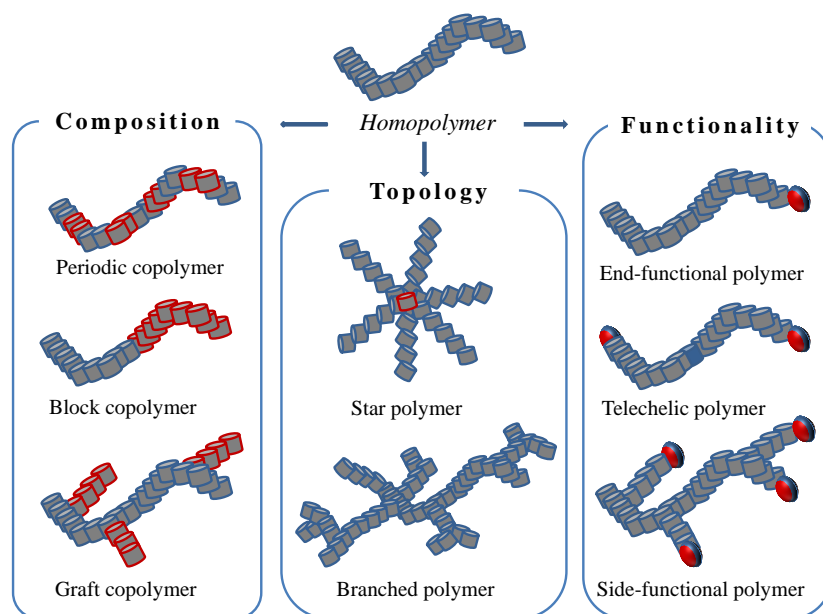 Homopolymer
Composition
Periodic copolymer
Block copolymer
Graft copolymer
Topology
Star polymer
Branched polymer
Functionality
End-functional polymer
Telechelic polymer
Side-functional polymer